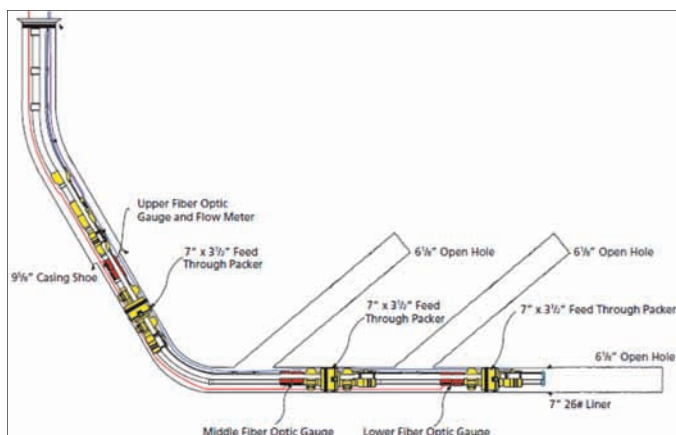 Upper Fiber Optic
Gauge and Flow Meter
7" x 3½" Feed
Through Packer
9⅝" Casing Shoe
6⅛" Open Hole
6⅛" Open Hole
7" x 3½" Feed
Through Packer
7" x 3½" Feed Through Packer
6⅛" Open Hole
7" 26# Liner
Middle Fiber Optic Gauge
Lower Fiber Optic Gauge